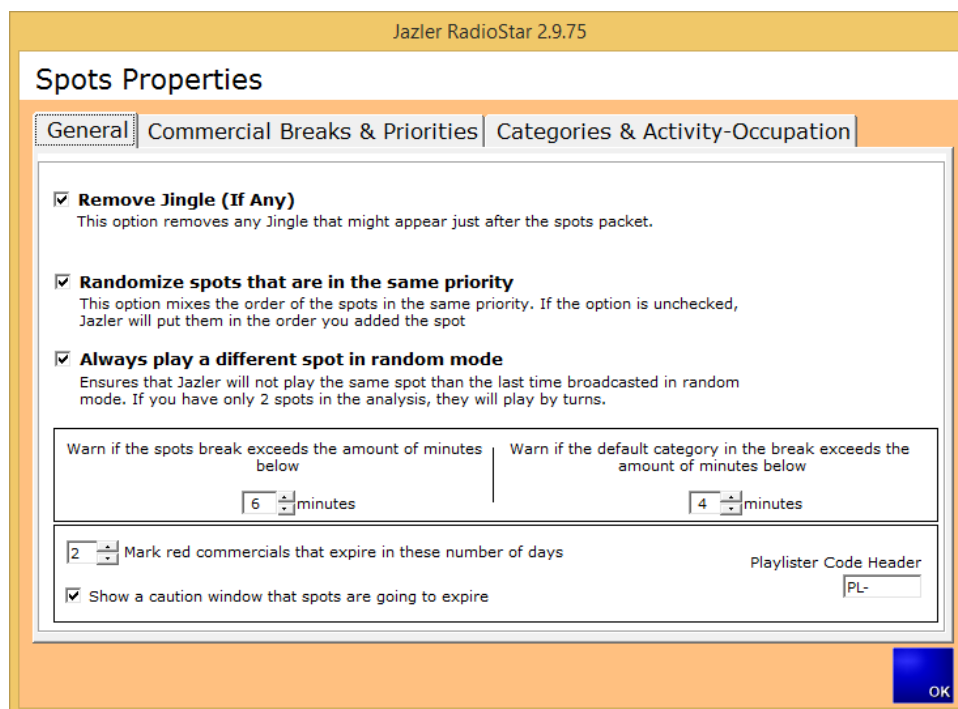 Jazler RadioStar 2.9.75
Spots Properties
General
Commercial Breaks & Priorities
Categories & Activity-Occupation
Remove Jingle (If Any)
This option removes any Jingle that might appear just after the spots packet.
Randomize spots that are in the same priority
This option mixes the order of the spots in the same priority. If the option is unchecked,
Jazler will put them in the order you added the spot
Always play a different spot in random mode
Ensures that Jazler will not play the same spot than the last time broadcasted in random
mode. If you have only 2 spots in the analysis, they will play by turns.
Warn if the spots break exceeds the amount of minutes
below
6 minutes
Warn if the default category in the break exceeds the
amount of minutes below
4 minutes
2 Mark red commercials that expire in these number of days
Show a caution window that spots are going to expire
Playlister Code Header
PL-
OK